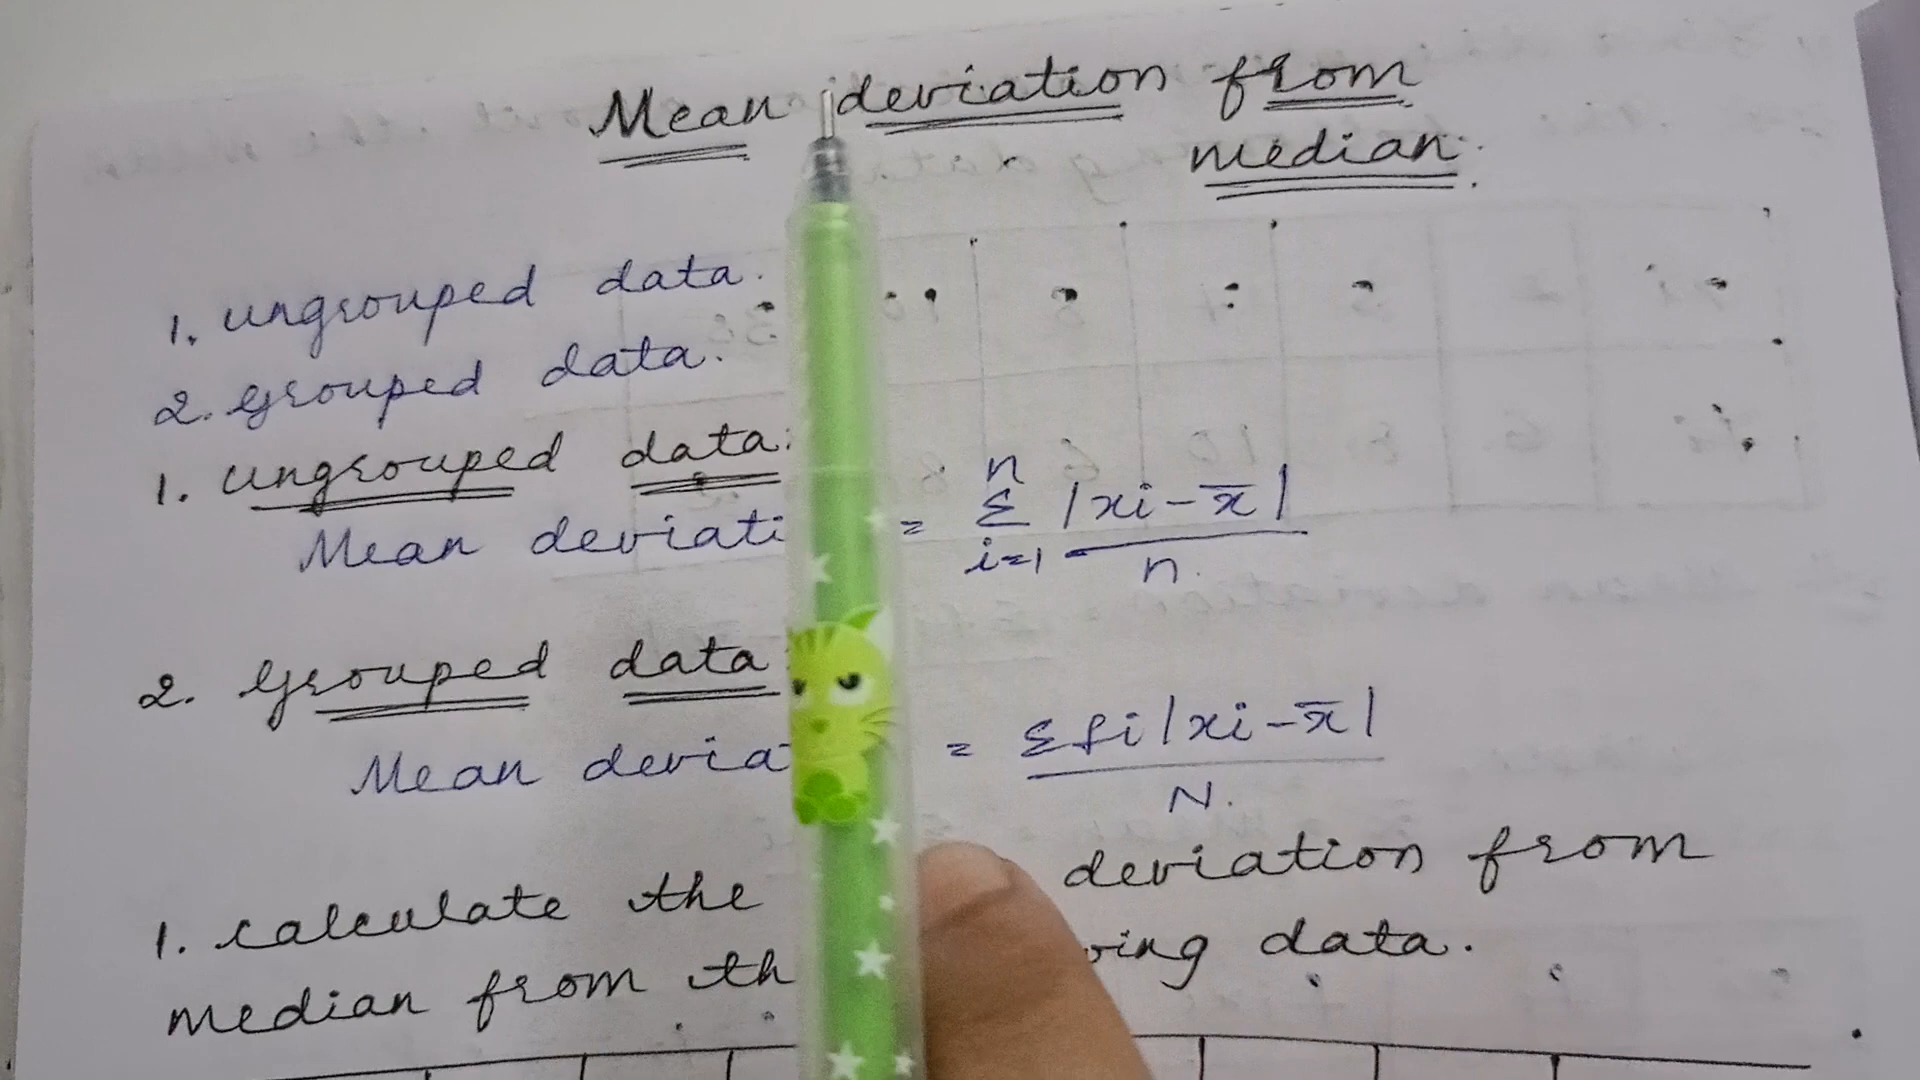 Mean deviation from
median.
1. ungrouped data.
2. Grouped data.
1. ungrouped data:
Mean deviati = n Σ i=1 |xi - x̄| / n.
2. Grouped data
Mean devia = Σfi|xi - x̄| / N.
1. calculate the deviation from
median from th wing data.